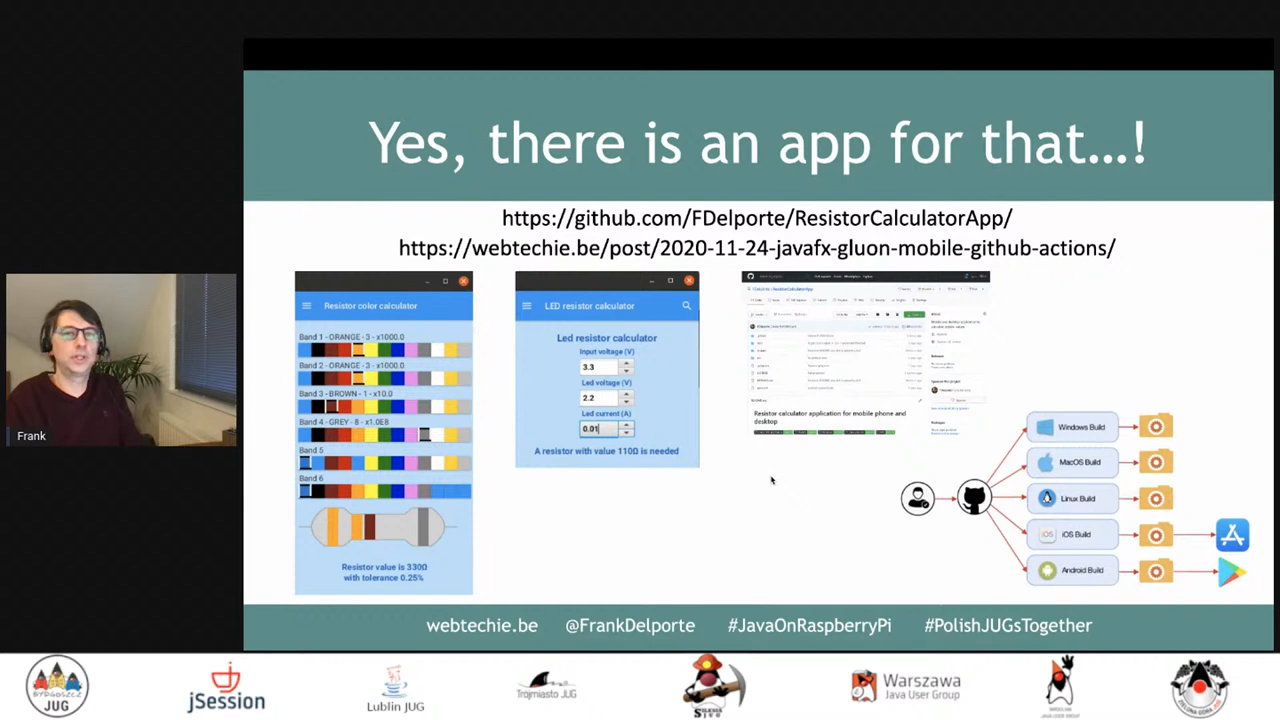 Yes, there is an app for that...!
https://github.com/FDelporte/ResistorCalculatorApp/
https://webtechie.be/post/2020-11-24-javafx-gluon-mobile-github-actions/
Resistor color calculator
Band 1 - ORANGE - 3 - x1000.0
Band 2 - ORANGE - 3 - x1000.0
Band 3 - BROWN - 1 - x10.0
Band 4 - GREY - 8 - x1.0E8
Band 5
Band 6
Resistor value is 330Ω
with tolerance 0.25%
LED resistor calculator
Led resistor calculator
Input voltage (V)
3.3
Led voltage (V)
2.2
Led current (A)
0.01
A resistor with value 110Ω is needed
Resistor calculator application for mobile phone and
desktop
Windows Build
MacOS Build
Linux Build
iOS
iOS Build
Android Build
Frank
webtechie.be @FrankDelporte #JavaOnRaspberryPi #PolishJUGsTogether
BYDGOSZCZ
JUG
jSession
Lublin JUG
Trojmiasto JUG
Warszawa
Java User Group